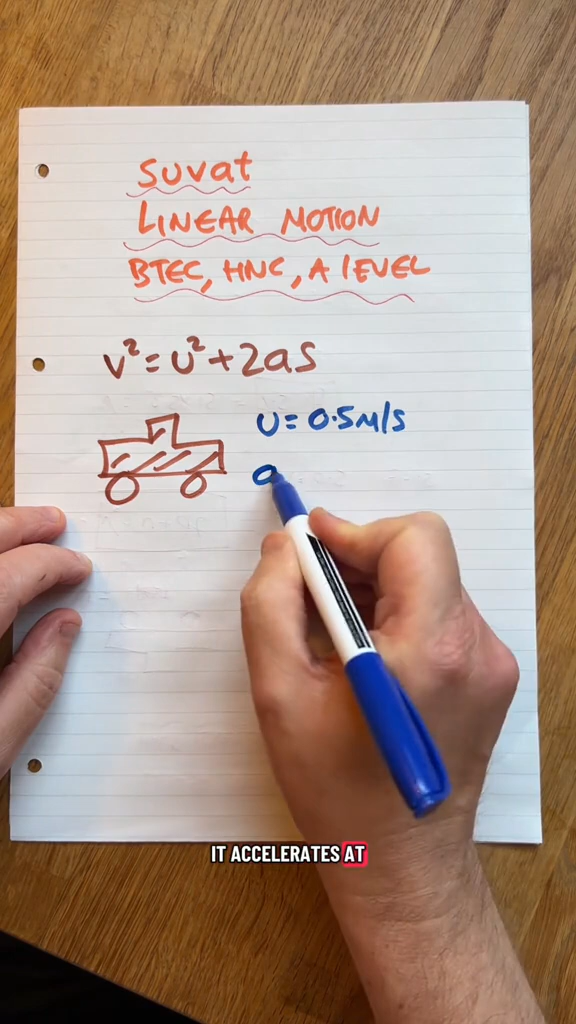 suvat
LINEAR MOTION
BTEC, HNC, A LEVEL
v² = u² + 2as
u = 0.5m/s
a
IT ACCELERATES AT